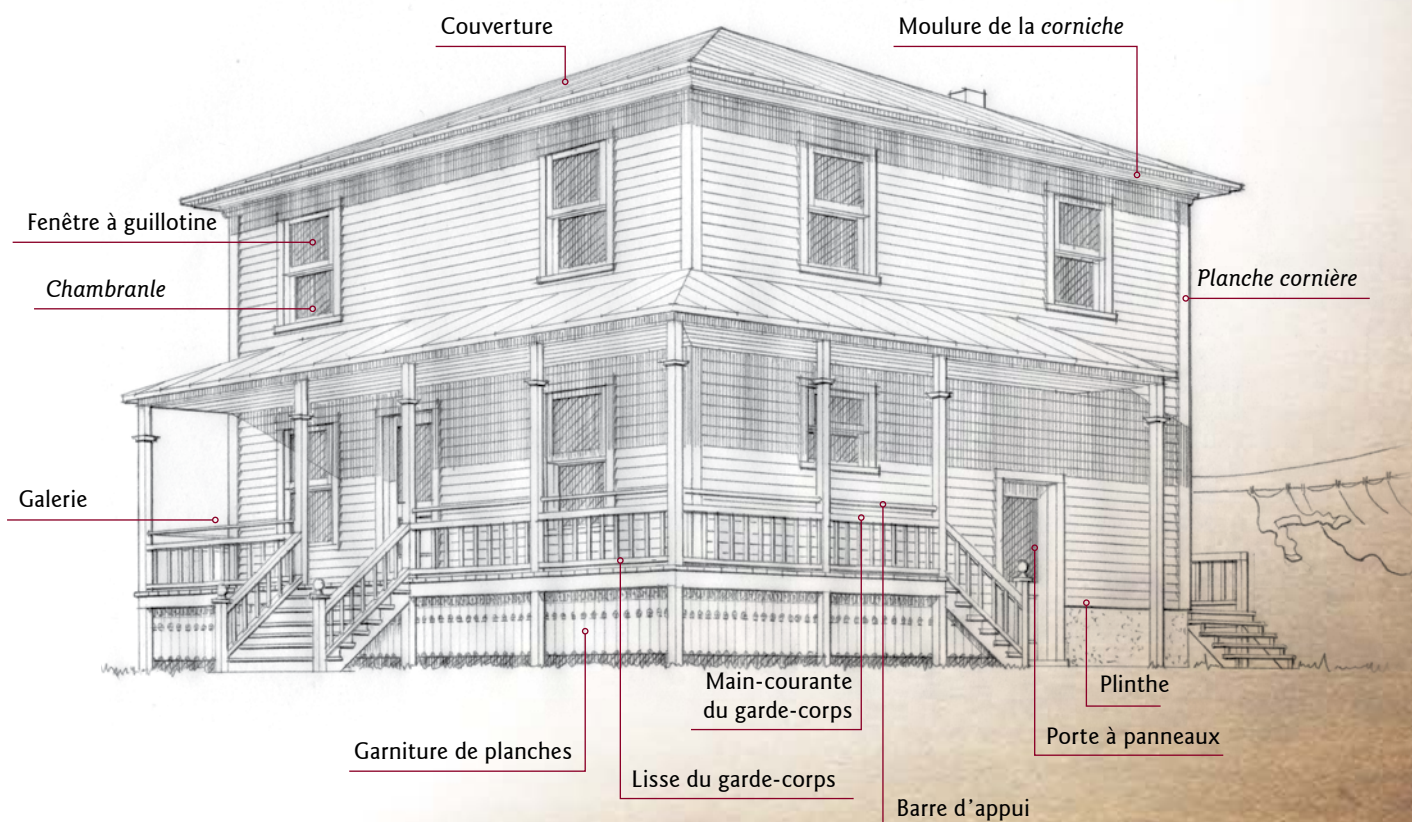 Couverture
Moulure de la corniche
Fenêtre à guillotine
Chambranle
Planche cornière
Galerie
Main-courante
du garde-corps
Plinthe
Porte à panneaux
Garniture de planches
Lisse du garde-corps
Barre d'appui